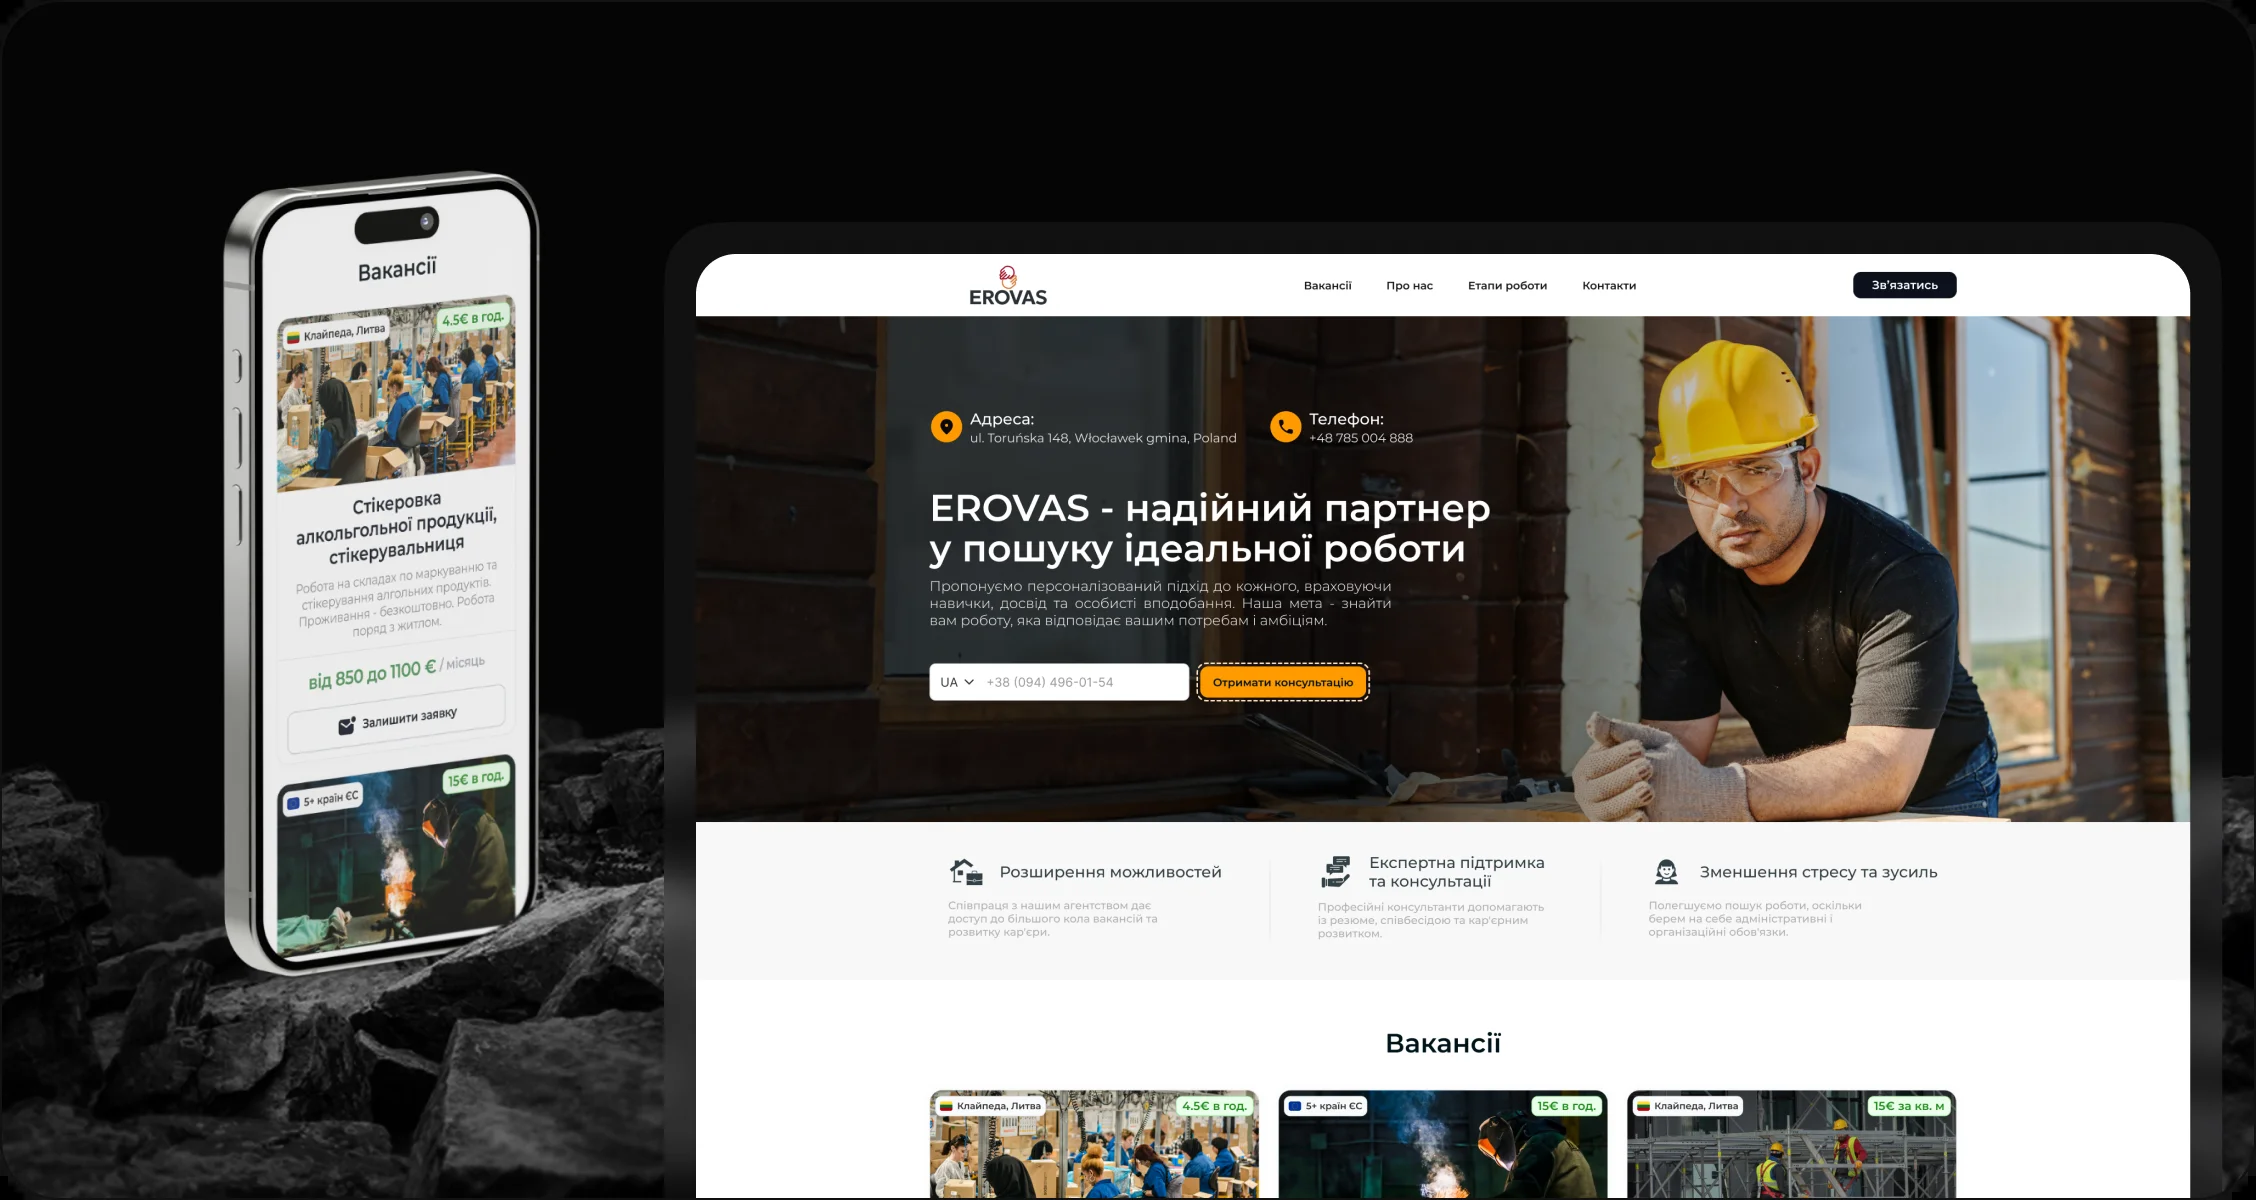 Вакансії
Клайпеда, Литва
4.5€ в год.
Стікеровка
алкольгольної продукції,
стікерувальниця
Робота на складах по маркуванню та
стікерування алгольних продуктів.
Проживання - безкоштовно. Робота
поряд з житлом.
від 850 до 1100 € / місяць
Залишити заявку
5+ країн ЄС
15€ в год.
EROVAS
Вакансії
Про нас
Етапи роботи
Контакти
Зв'язатись
Адреса:
ul. Toruńska 148, Włocławek gmina, Poland
Телефон:
+48 785 004 888
EROVAS - надійний партнер
у пошуку ідеальної роботи
Пропонуємо персоналізований підхід до кожного, враховуючи
навички, досвід та особисті вподобання. Наша мета - знайти
вам роботу, яка відповідає вашим потребам і амбіціям.
UA
+38 (094) 496-01-54
Отримати консультацію
Розширення можливостей
Співпраця з нашим агентством дає
доступ до більшого кола вакансій та
розвитку кар'єри.
Експертна підтримка
та консультації
Професійні консультанти допомагають
із резюме, співбесідою та кар'єрним
розвитком.
Зменшення стресу та зусиль
Полегшуємо пошук роботи, оскільки
беремо на себе адміністративні і
організаційні обов'язки.
Вакансії
Клайпеда, Литва
4.5€ в год.
5+ країн ЄС
15€ в год.
Клайпеда, Литва
15€ за кв. м